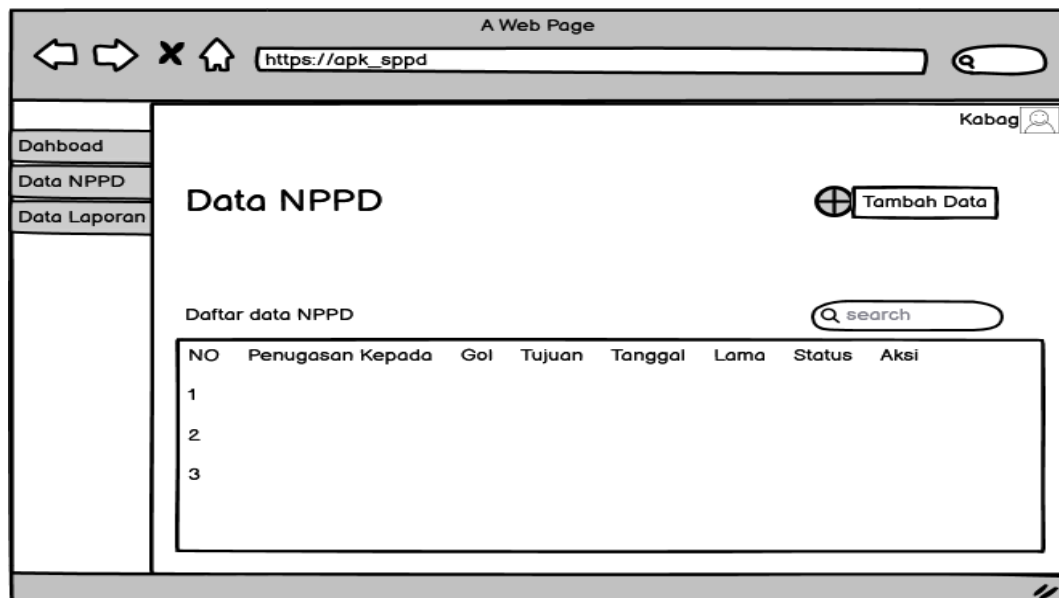 A Web Page
https://apk_sppd
Kabag
Dahboad
Data NPPD
Data Laporan
Data NPPD
Tambah Data
Daftar data NPPD
search
NO Penugasan Kepada Gol Tujuan Tanggal Lama Status Aksi
1
2
3